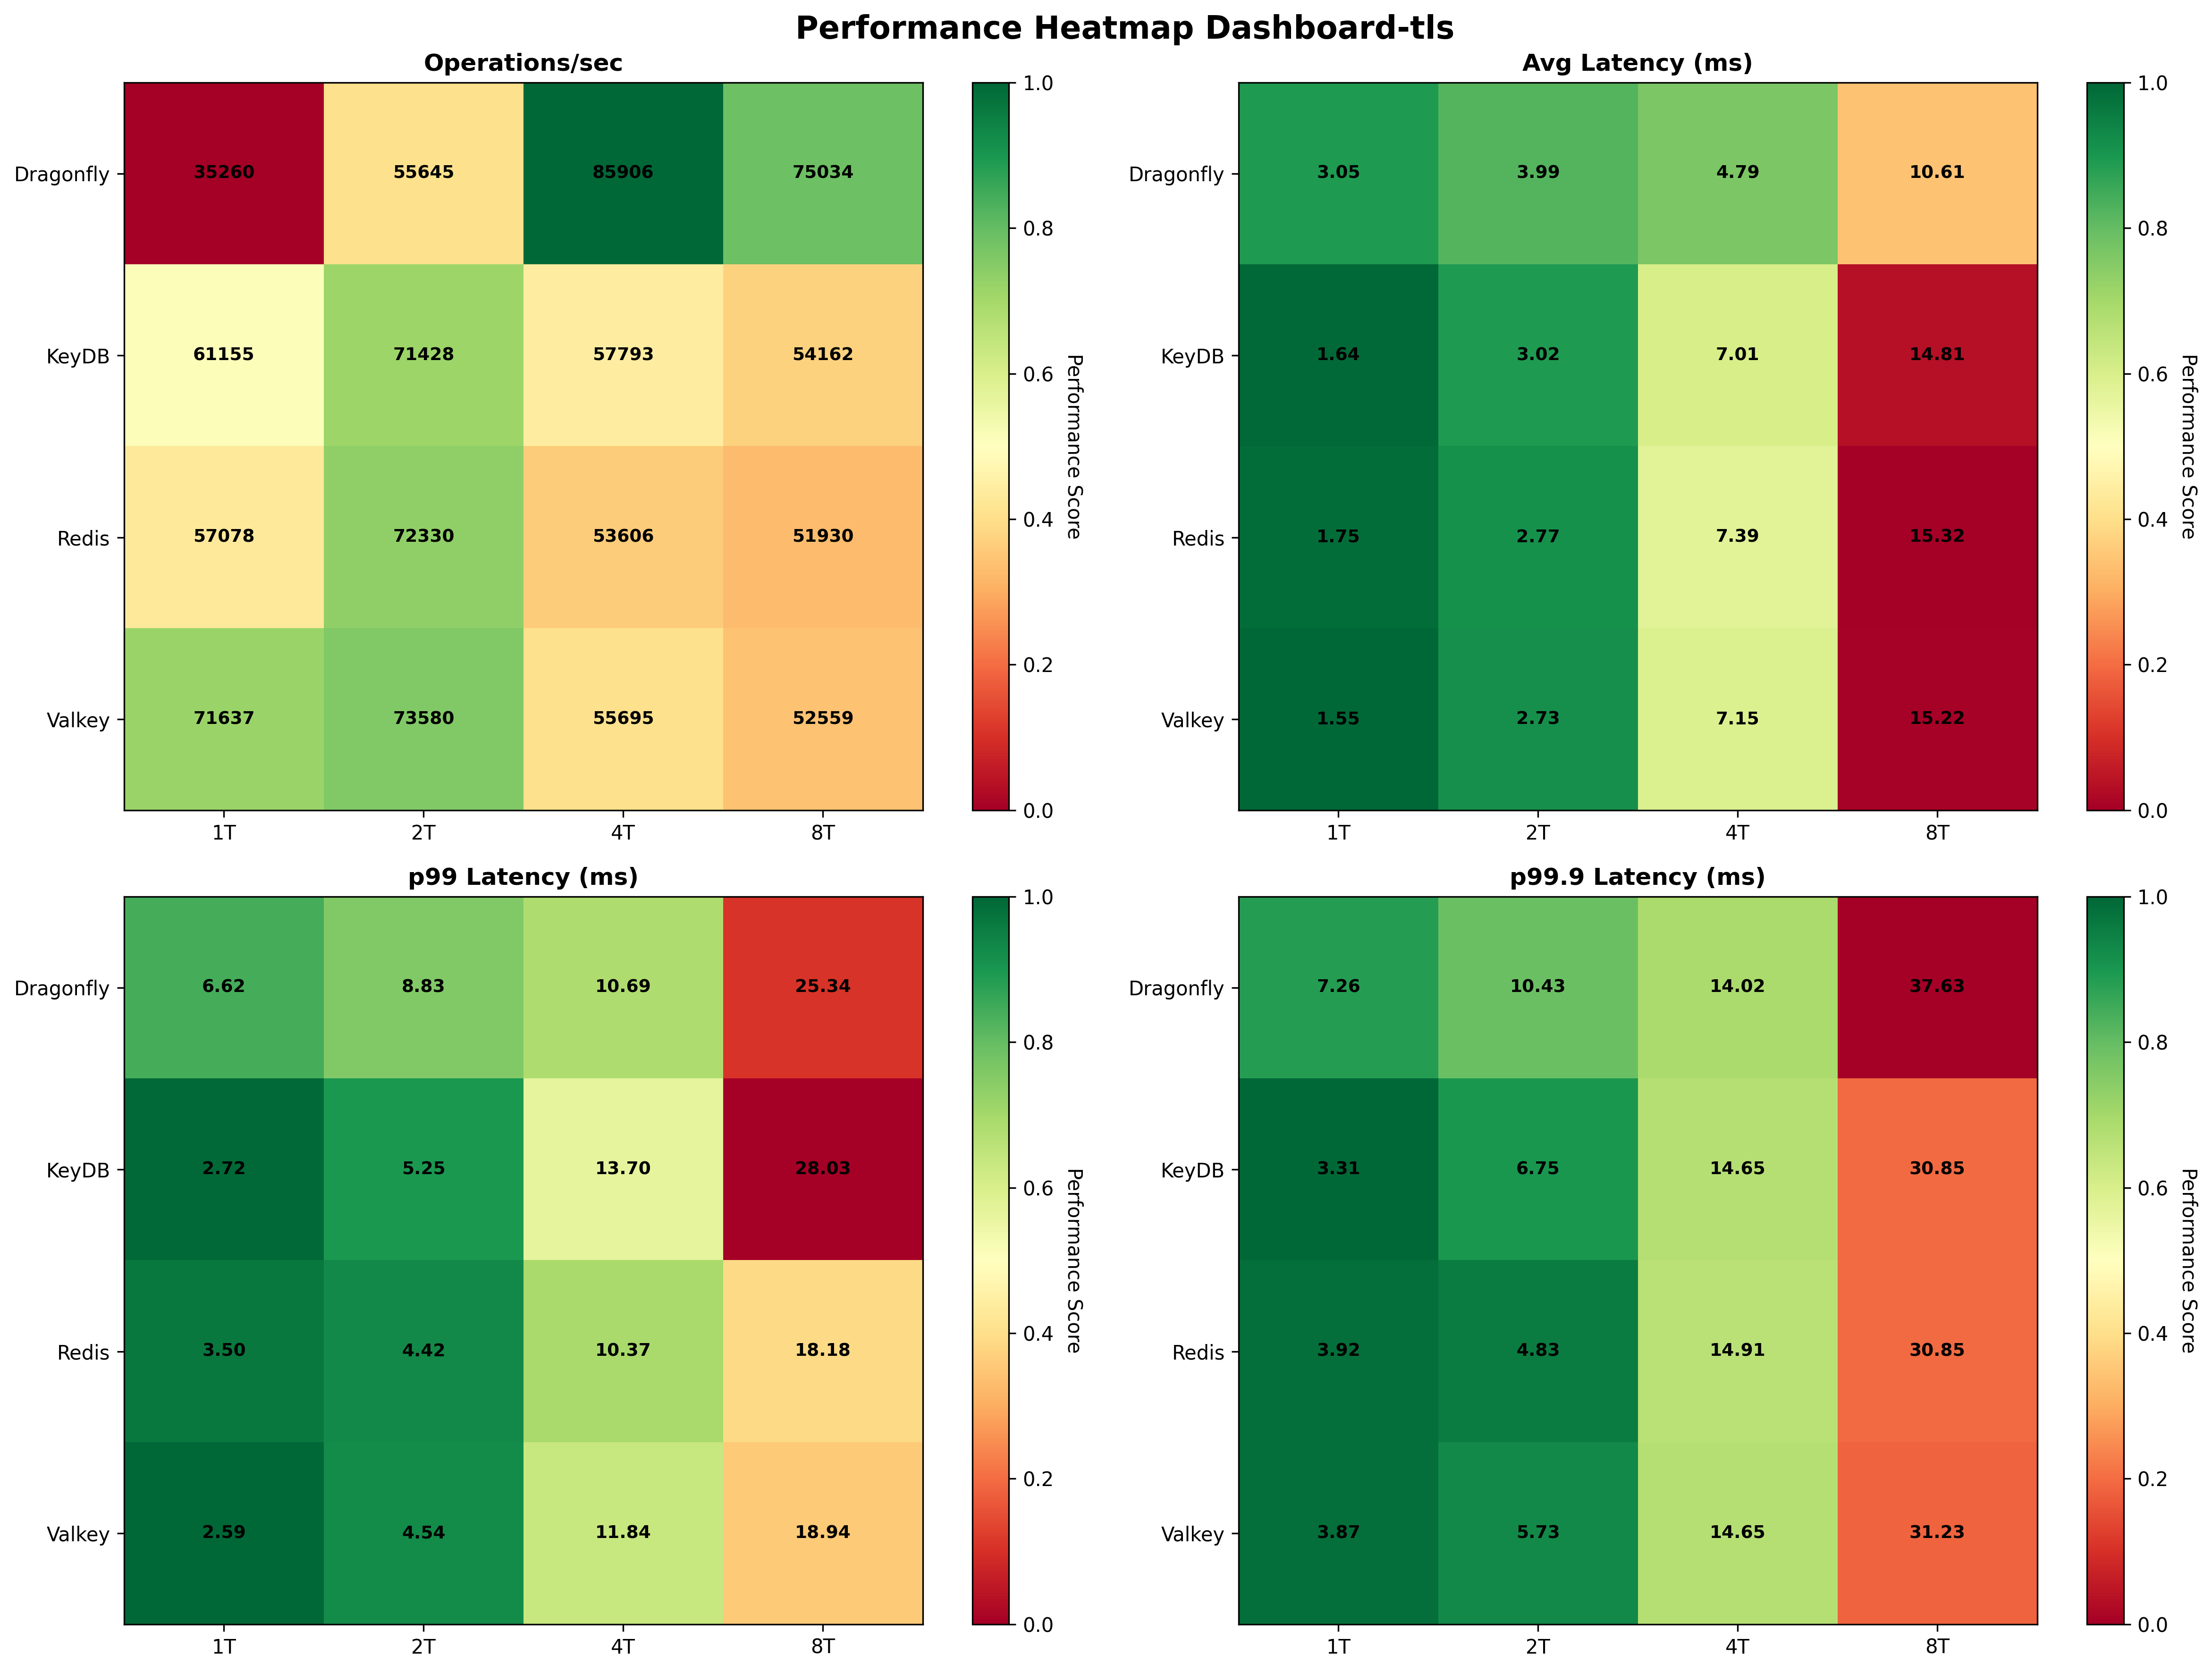 Performance Heatmap Dashboard-tls
Operations/sec
Dragonfly 35260 55645 85906 75034
KeyDB 61155 71428 57793 54162
Redis 57078 72330 53606 51930
Valkey 71637 73580 55695 52559
1T 2T 4T 8T
1.0
0.8
0.6
0.4
0.2
0.0
Performance Score
Avg Latency (ms)
Dragonfly 3.05 3.99 4.79 10.61
KeyDB 1.64 3.02 7.01 14.81
Redis 1.75 2.77 7.39 15.32
Valkey 1.55 2.73 7.15 15.22
1T 2T 4T 8T
1.0
0.8
0.6
0.4
0.2
0.0
Performance Score
p99 Latency (ms)
Dragonfly 6.62 8.83 10.69 25.34
KeyDB 2.72 5.25 13.70 28.03
Redis 3.50 4.42 10.37 18.18
Valkey 2.59 4.54 11.84 18.94
1T 2T 4T 8T
1.0
0.8
0.6
0.4
0.2
0.0
Performance Score
p99.9 Latency (ms)
Dragonfly 7.26 10.43 14.02 37.63
KeyDB 3.31 6.75 14.65 30.85
Redis 3.92 4.83 14.91 30.85
Valkey 3.87 5.73 14.65 31.23
1T 2T 4T 8T
1.0
0.8
0.6
0.4
0.2
0.0
Performance Score